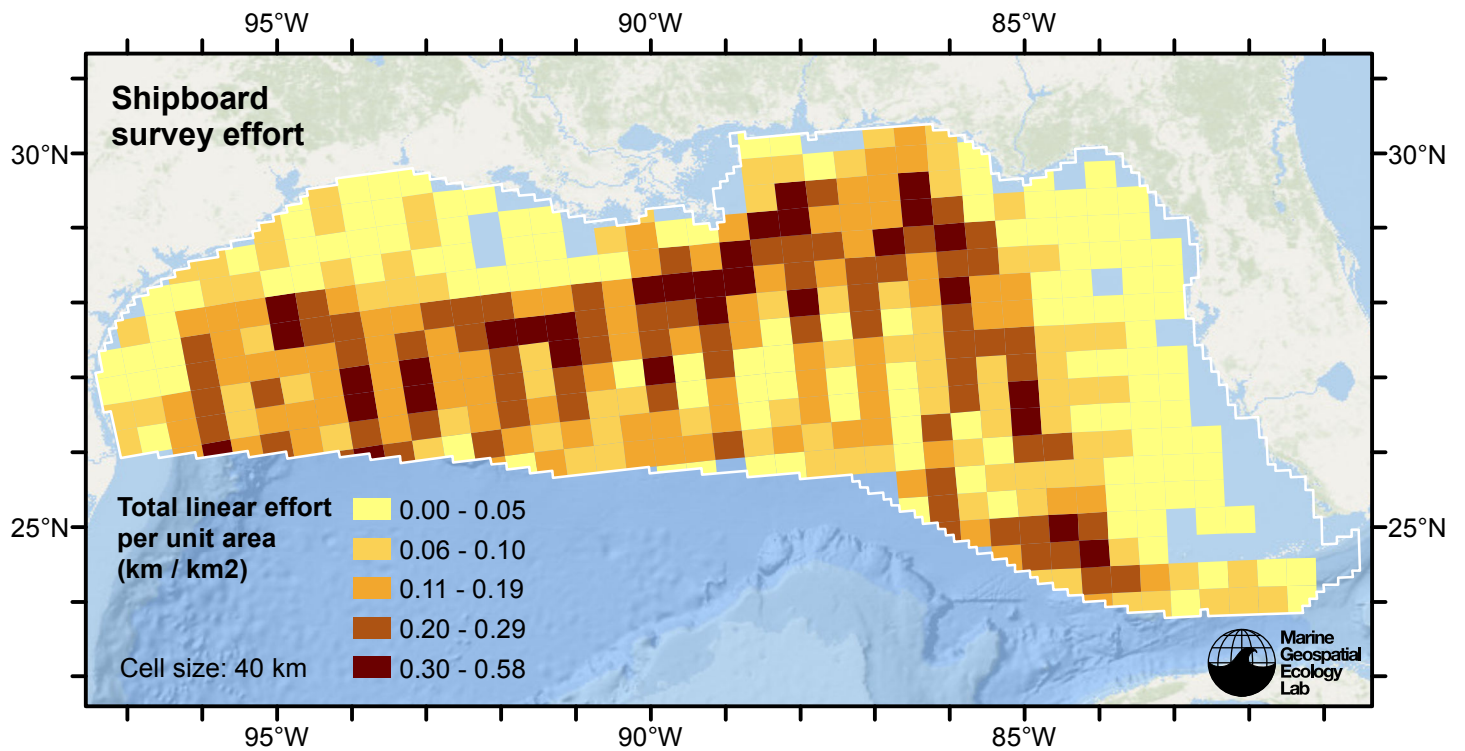 95°W 90°W 85°W
Shipboard
survey effort
30°N 30°N
Total linear effort
per unit area
(km / km2)
0.00 - 0.05
0.06 - 0.10
0.11 - 0.19
0.20 - 0.29
0.30 - 0.58
25°N 25°N
Cell size: 40 km
Marine
Geospatial
Ecology
Lab
95°W 90°W 85°W